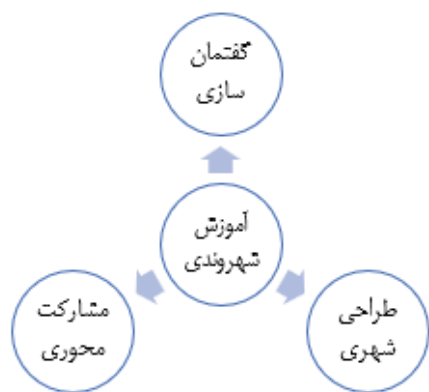 گفتمان
سازی
آموزش
شهروندی
طراحی
شهری
مشارکت
محوری